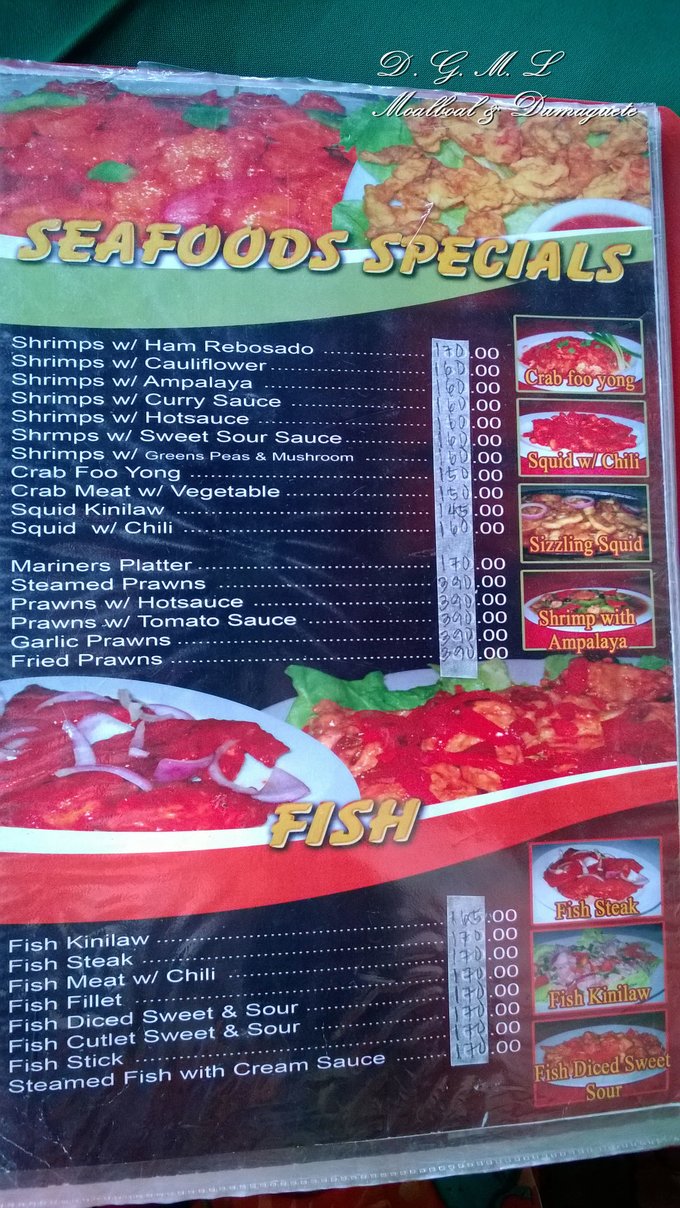 D. G. M. L
Moalboal & Dumaguete
SEAFOODS SPECIALS
Shrimps w/ Ham Rebosado 170.00
Shrimps w/ Cauliflower 160.00
Shrimps w/ Ampalaya 160.00
Shrimps w/ Curry Sauce 160.00
Shrimps w/ Hotsauce 160.00
Shrmps w/ Sweet Sour Sauce 160.00
Shrimps w/ Greens Peas & Mushroom 160.00
Crab Foo Yong 150.00
Crab Meat w/ Vegetable 150.00
Squid Kinilaw 145.00
Squid w/ Chili 160.00
Mariners Platter 170.00
Steamed Prawns 390.00
Prawns w/ Hotsauce 390.00
Prawns w/ Tomato Sauce 390.00
Garlic Prawns 390.00
Fried Prawns 390.00
Crab foo yong
Squid w/ Chili
Sizzling Squid
Shrimp with
Ampalaya
FISH
Fish Kinilaw 165.00
Fish Steak 170.00
Fish Meat w/ Chili 170.00
Fish Fillet 170.00
Fish Diced Sweet & Sour 170.00
Fish Cutlet Sweet & Sour 170.00
Fish Stick 170.00
Steamed Fish with Cream Sauce 170.00
Fish Steak
Fish Kinilaw
Fish Diced Sweet
Sour